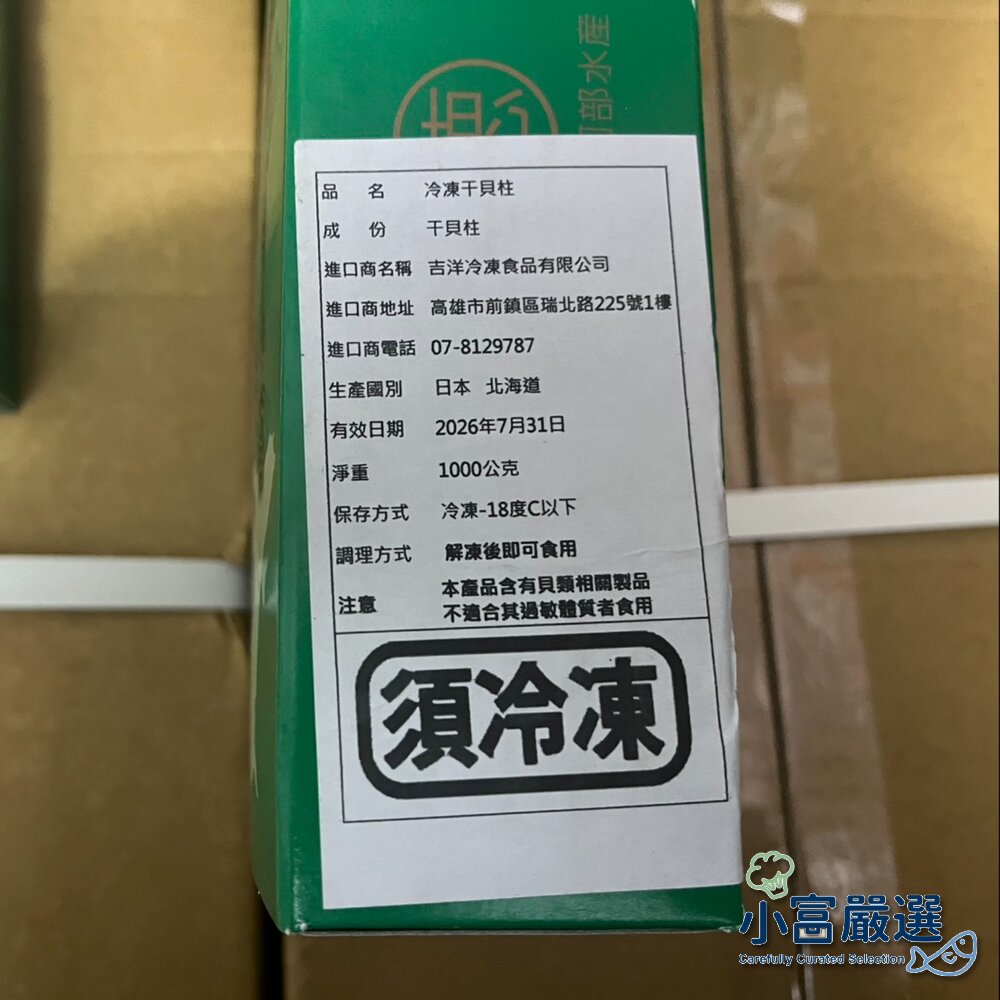 部水産
品名 冷凍干貝柱
成份 干貝柱
進口商名稱 吉洋冷凍食品有限公司
進口商地址 高雄市前鎮區瑞北路225號1樓
進口商電話 07-8129787
生產國別 日本 北海道
有效日期 2026年7月31日
淨重 1000公克
保存方式 冷凍-18度C以下
調理方式 解凍後即可食用
注意 本產品含有貝類相關製品
不適合其過敏體質者食用
須冷凍
小富嚴選
Carefully Curated Selection